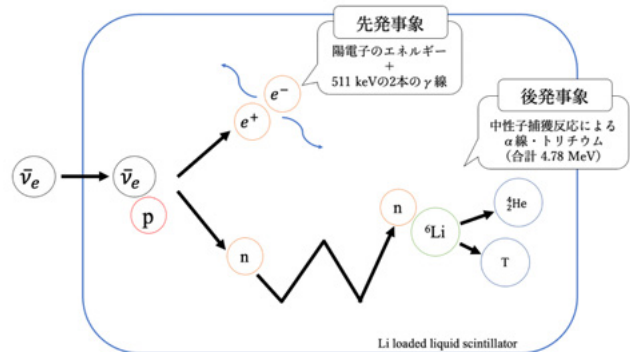 先発事象
陽電子のエネルギー
+
511 keVの2本のγ線
後発事象
中性子捕獲反応による
α線・トリチウム
(合計 4.78 MeV)
e⁻
e⁺
ν̄ₑ
ν̄ₑ
p
n
n
⁶Li
⁴₂He
T
Li loaded liquid scintillator